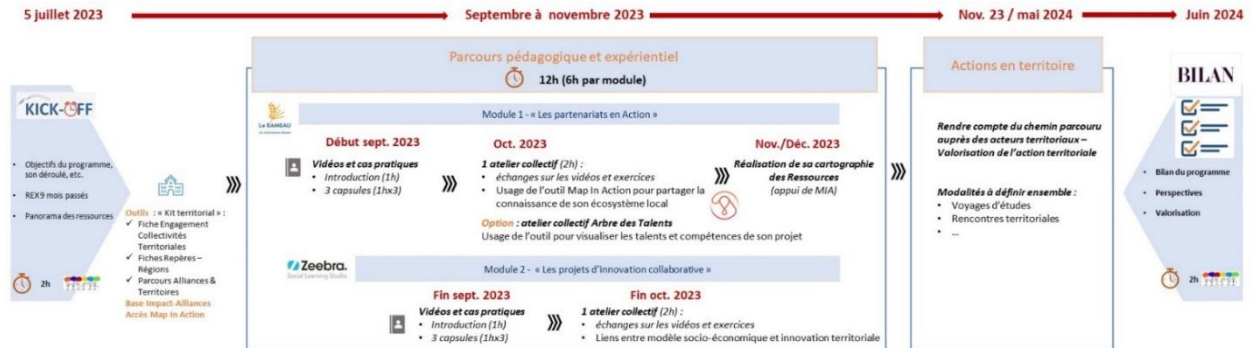 5 juillet 2023
Septembre à novembre 2023
Nov. 23 / mai 2024
Juin 2024
KICK-OFF
• Objectifs du programme,
son déroulé, etc.
• REX9 mois passés
• Panorama des ressources
2h
Outils : « Kit territorial » :
✓ Fiche Engagement
Collectivités
Territoriales
✓ Fiches Repères –
Régions
✓ Parcours Alliances &
Territoires
Base Impact-Alliances
Accès Map In Action
Parcours pédagogique et expérientiel
12h (6h par module)
Le RAMEAU
Module 1 - « Les partenariats en Action »
Début sept. 2023
Vidéos et cas pratiques
• Introduction (1h)
• 3 capsules (1hx3)
Oct. 2023
1 atelier collectif (2h) :
• échanges sur les vidéos et exercices
• Usage de l'outil Map In Action pour partager la
connaissance de son écosystème local
Option : atelier collectif Arbre des Talents
Usage de l'outil pour visualiser les talents et compétences de son projet
Nov./Déc. 2023
Réalisation de sa cartographie
des Ressources
(appui de MIA)
Zeebra.
Social Learning Studio
Module 2 - « Les projets d'innovation collaborative »
Fin sept. 2023
Vidéos et cas pratiques
• Introduction (1h)
• 3 capsules (1hx3)
Fin oct. 2023
1 atelier collectif (2h) :
• échanges sur les vidéos et exercices
• Liens entre modèle socio-économique et innovation territoriale
Actions en territoire
Rendre compte du chemin parcouru
auprès des acteurs territoriaux –
Valorisation de l'action territoriale
Modalités à définir ensemble :
• Voyages d'études
• Rencontres territoriales
• ...
BILAN
• Bilan du programme
• Perspectives
• Valorisation
2h